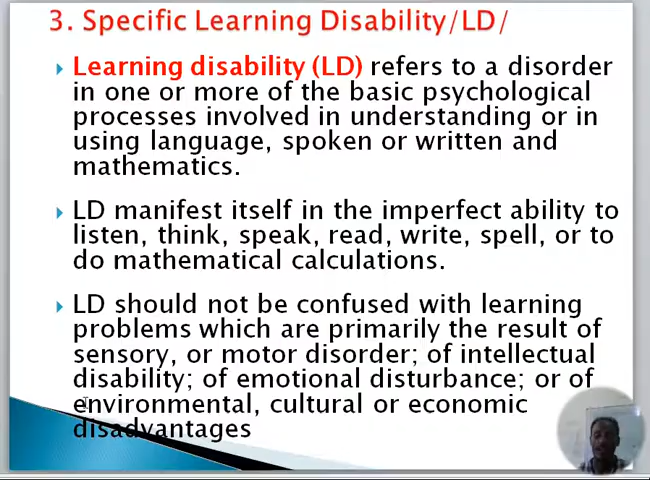 3. Specific Learning Disability/LD/
Learning disability (LD) refers to a disorder
in one or more of the basic psychological
processes involved in understanding or in
using language, spoken or written and
mathematics.
LD manifest itself in the imperfect ability to
listen, think, speak, read, write, spell, or to
do mathematical calculations.
LD should not be confused with learning
problems which are primarily the result of
sensory, or motor disorder; of intellectual
disability; of emotional disturbance; or of
environmental, cultural or economic
disadvantages